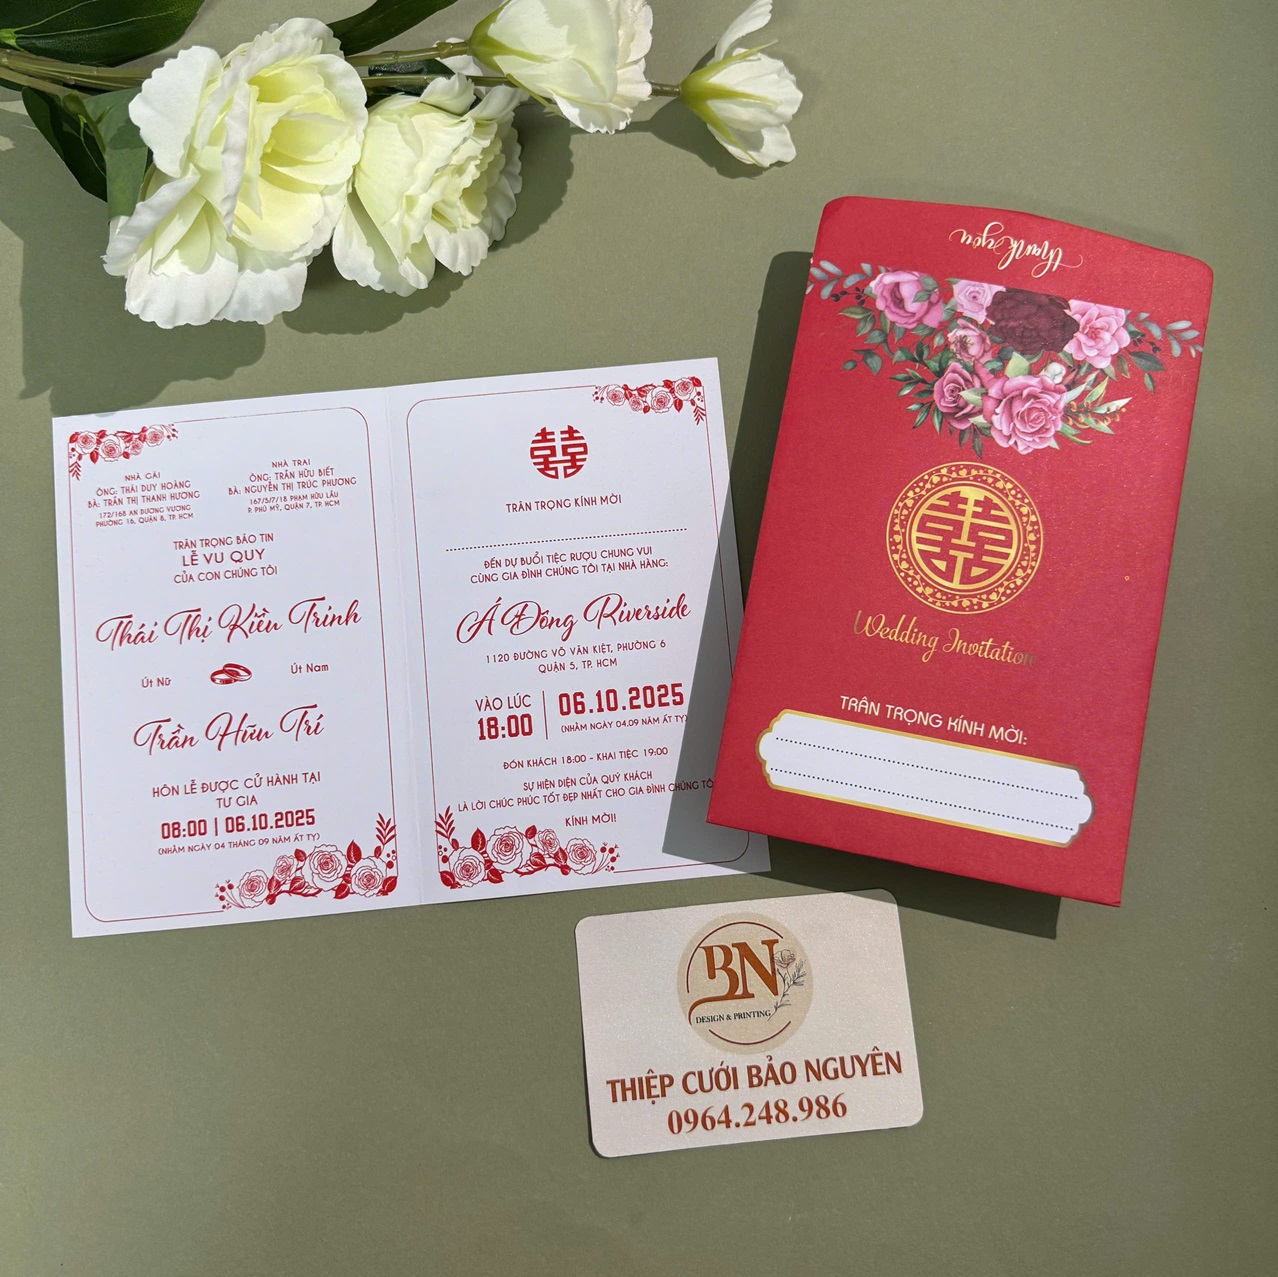 NHÀ GÁI
ÔNG: THÁI DUY HOÀNG
BÀ: TRẦN THỊ THANH HƯƠNG
172/168 AN DƯƠNG VƯƠNG
PHƯỜNG 16, QUẬN 8, TP. HCM
NHÀ TRAI
ÔNG: TRẦN HỮU BIẾT
BÀ: NGUYỄN THỊ TRÚC PHƯƠNG
167/5/7/18 PHẠM HỮU LẦU
P. PHÚ MỸ, QUẬN 7, TP. HCM
TRÂN TRỌNG BÁO TIN
LỄ VU QUY
CỦA CON CHÚNG TÔI
Thái Thị Kiều Trinh
Út Nữ
Út Nam
Trần Hữu Trí
HÔN LỄ ĐƯỢC CỬ HÀNH TẠI
TƯ GIA
08:00 | 06.10.2025
(NHẰM NGÀY 04 THÁNG 09 NĂM ẤT TỴ)
囍
TRÂN TRỌNG KÍNH MỜI
ĐẾN DỰ BUỔI TIỆC RƯỢU CHUNG VUI
CÙNG GIA ĐÌNH CHÚNG TÔI TẠI NHÀ HÀNG:
Á Đông Riverside
1120 ĐƯỜNG VÕ VĂN KIỆT, PHƯỜNG 6
QUẬN 5, TP. HCM
VÀO LÚC
18:00
06.10.2025
(NHẰM NGÀY 04.09 NĂM ẤT TỴ)
ĐÓN KHÁCH 18:00 - KHAI TIỆC 19:00
SỰ HIỆN DIỆN CỦA QUÝ KHÁCH
LÀ LỜI CHÚC PHÚC TỐT ĐẸP NHẤT CHO GIA ĐÌNH CHÚNG TÔI
KÍNH MỜI!
thank you
囍
Wedding Invitation
TRÂN TRỌNG KÍNH MỜI:
BN
DESIGN & PRINTING
THIỆP CƯỚI BẢO NGUYÊN
0964.248.986